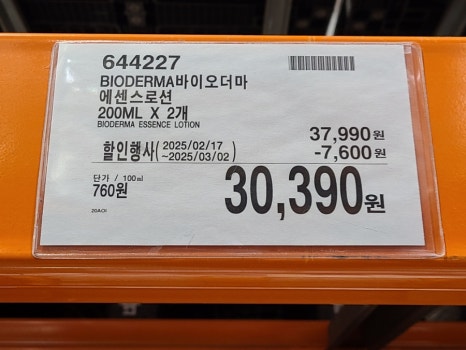 644227
BIODERMA바이오더마
에센스로션
200ML X 2개
BIODERMA ESSENCE LOTION
37,990원
할인행사(2025/02/17 ~2025/03/02) -7,600원
단가 / 100㎖
760원
30,390원